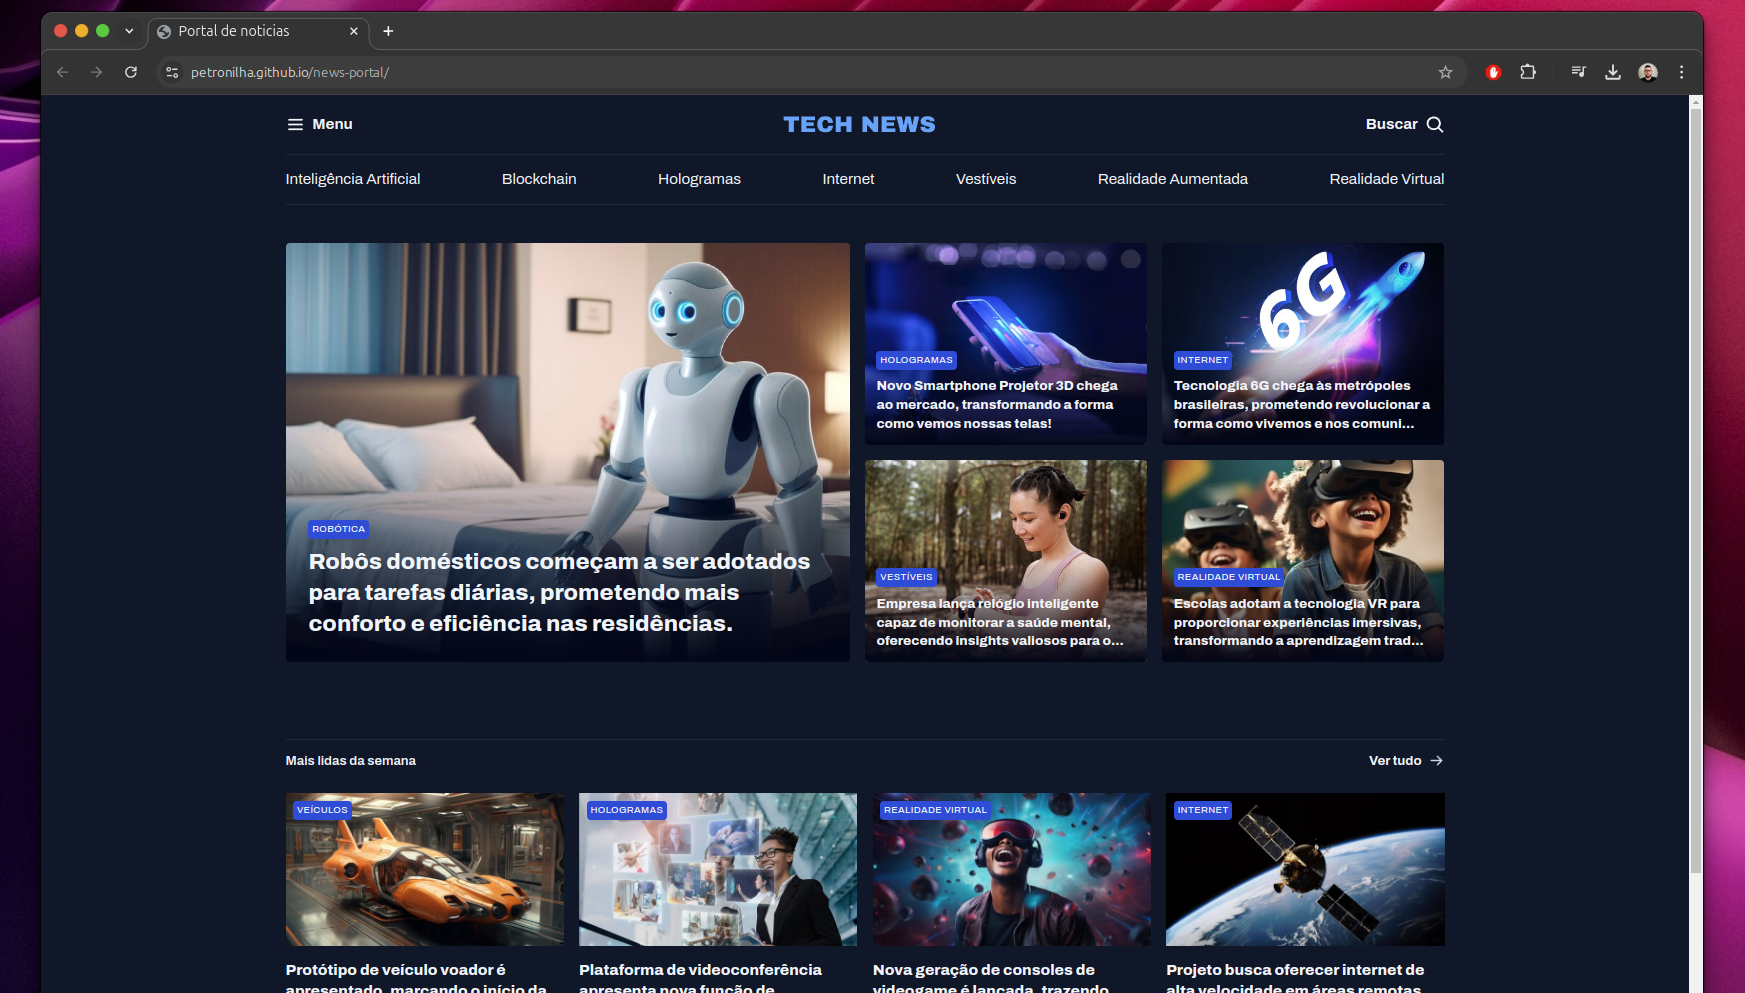 Portal de noticias
petronilha.github.io/news-portal/
Menu
TECH NEWS
Buscar
Inteligência Artificial
Blockchain
Hologramas
Internet
Vestíveis
Realidade Aumentada
Realidade Virtual
ROBÓTICA
Robôs domésticos começam a ser adotados
para tarefas diárias, prometendo mais
conforto e eficiência nas residências.
HOLOGRAMAS
Novo Smartphone Projetor 3D chega
ao mercado, transformando a forma
como vemos nossas telas!
6G
INTERNET
Tecnologia 6G chega às metrópoles
brasileiras, prometendo revolucionar a
forma como vivemos e nos comuni...
VESTÍVEIS
Empresa lança relógio inteligente
capaz de monitorar a saúde mental,
oferecendo insights valiosos para o...
REALIDADE VIRTUAL
Escolas adotam a tecnologia VR para
proporcionar experiências imersivas,
transformando a aprendizagem trad...
Mais lidas da semana
Ver tudo
VEÍCULOS
Protótipo de veículo voador é
apresentado, marcando o início da
HOLOGRAMAS
Plataforma de videoconferência
apresenta nova função de
REALIDADE VIRTUAL
Nova geração de consoles de
videogame é lançada, trazendo
INTERNET
Projeto busca oferecer internet de
alta velocidade em áreas remotas